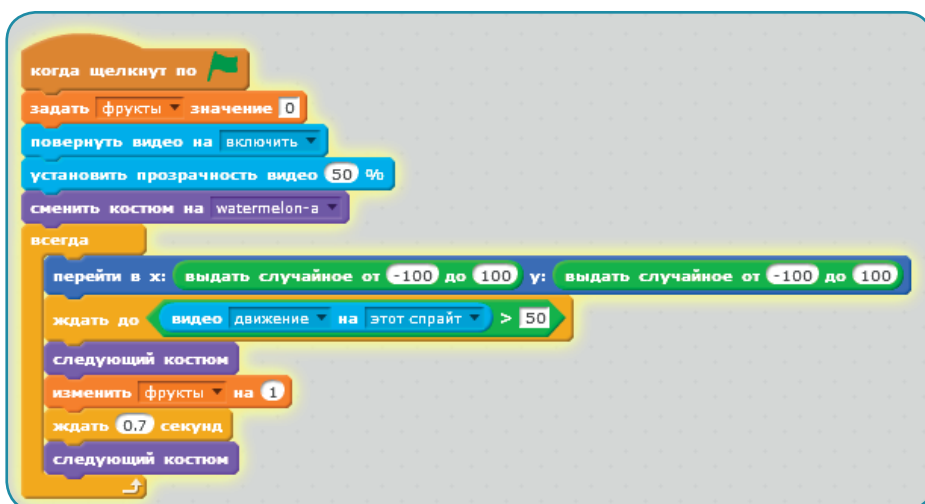 когда щелкнут по
задать фрукты значение 0
повернуть видео на включить
установить прозрачность видео 50 %
сменить костюм на watermelon-a
всегда
перейти в x: выдать случайное от -100 до 100 y: выдать случайное от -100 до 100
ждать до видео движение на этот спрайт > 50
следующий костюм
изменить фрукты на 1
ждать 0.7 секунд
следующий костюм